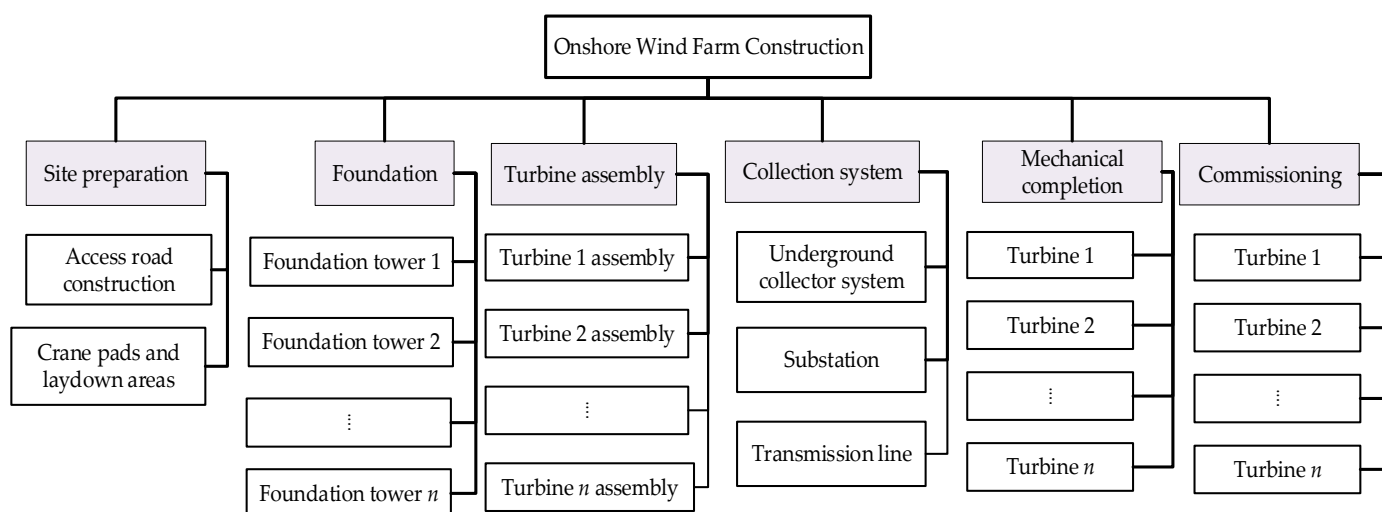 Onshore Wind Farm Construction
Site preparation
Access road
construction
Crane pads and
laydown areas
Foundation
Foundation tower 1
Foundation tower 2
⋮
Foundation tower n
Turbine assembly
Turbine 1 assembly
Turbine 2 assembly
⋮
Turbine n assembly
Collection system
Underground
collector system
Substation
Transmission line
Mechanical
completion
Turbine 1
Turbine 2
⋮
Turbine n
Commissioning
Turbine 1
Turbine 2
⋮
Turbine n